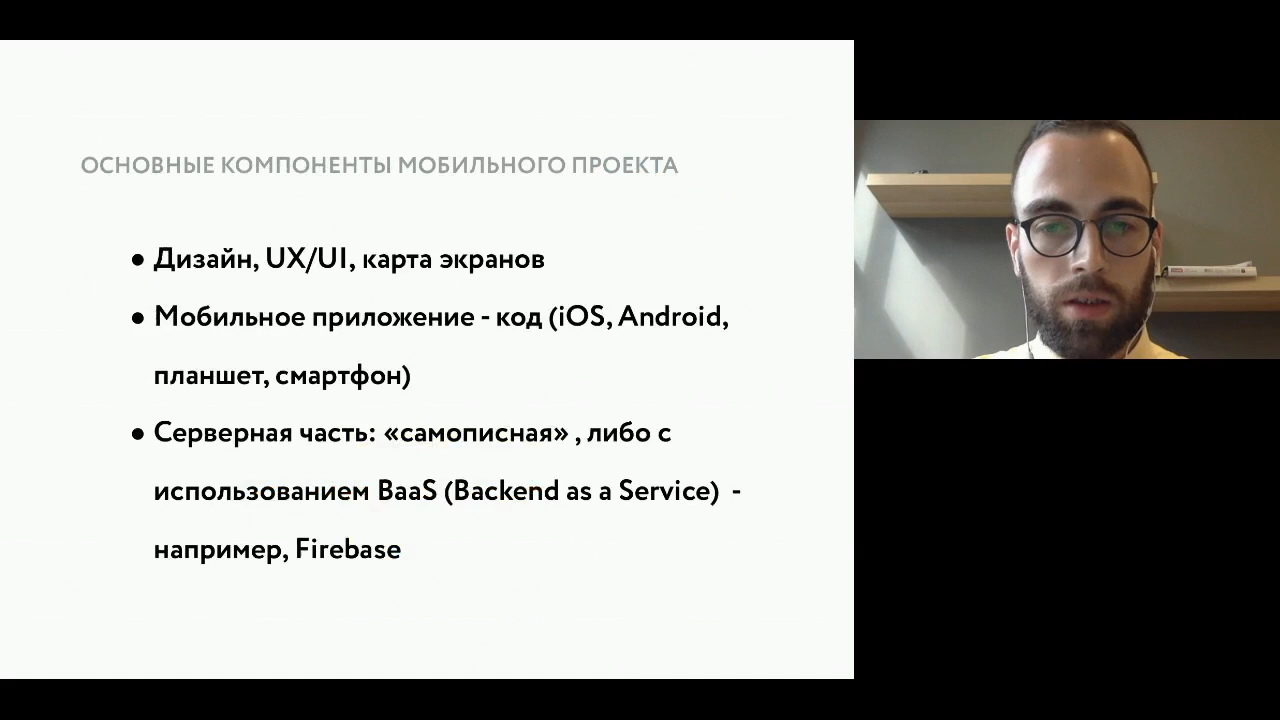 ОСНОВНЫЕ КОМПОНЕНТЫ МОБИЛЬНОГО ПРОЕКТА
● Дизайн, UX/UI, карта экранов
● Мобильное приложение - код (iOS, Android,
планшет, смартфон)
● Серверная часть: «самописная» , либо с
использованием BaaS (Backend as a Service) -
например, Firebase